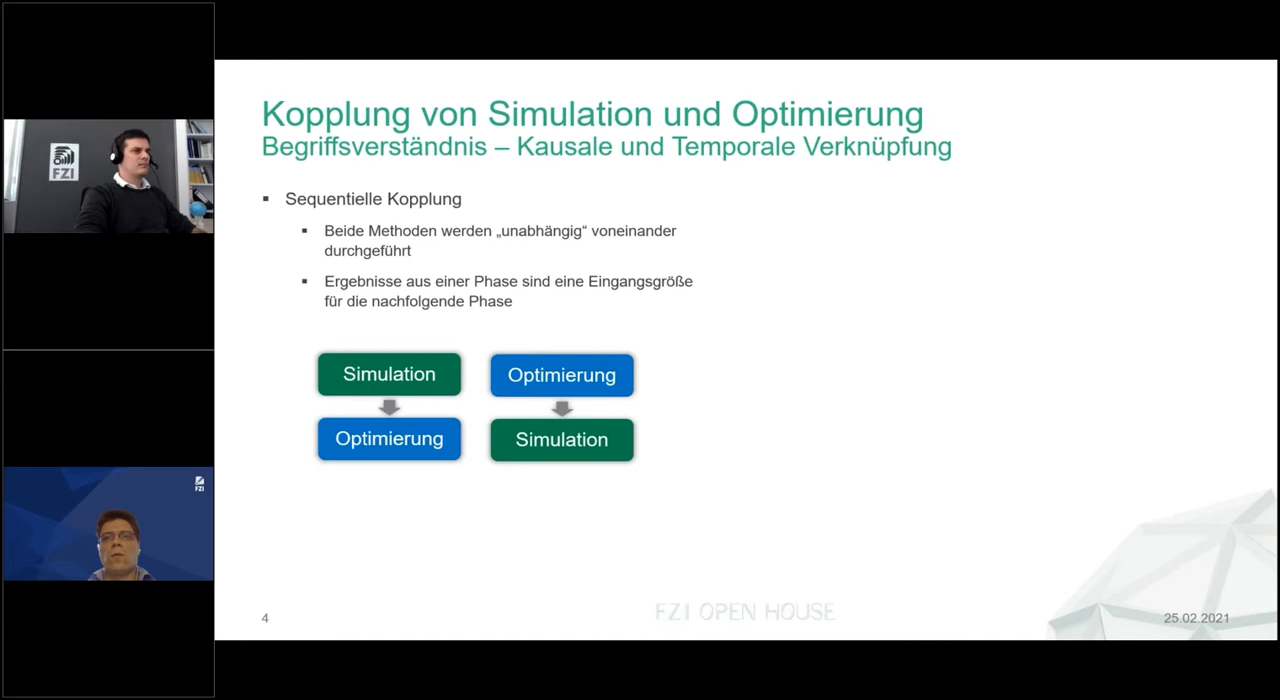 FZI
FZI
Kopplung von Simulation und Optimierung
Begriffsverständnis – Kausale und Temporale Verknüpfung
▪ Sequentielle Kopplung
▪ Beide Methoden werden „unabhängig“ voneinander
durchgeführt
▪ Ergebnisse aus einer Phase sind eine Eingangsgröße
für die nachfolgende Phase
Simulation
Optimierung
Optimierung
Simulation
4
FZI OPEN HOUSE
25.02.2021